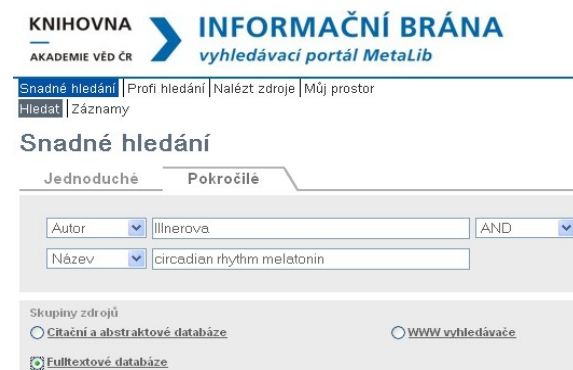 KNIHOVNA
AKADEMIE VĚD ČR
INFORMAČNÍ BRÁNA
vyhledávací portál MetaLib
Snadné hledání Profi hledání Nalézt zdroje Můj prostor
Hledat Záznamy
Snadné hledání
Jednoduché Pokročilé
Autor Illnerova AND
Název circadian rhythm melatonin
Skupiny zdrojů
Citační a abstraktové databáze WWW vyhledávače
Fulltextové databáze